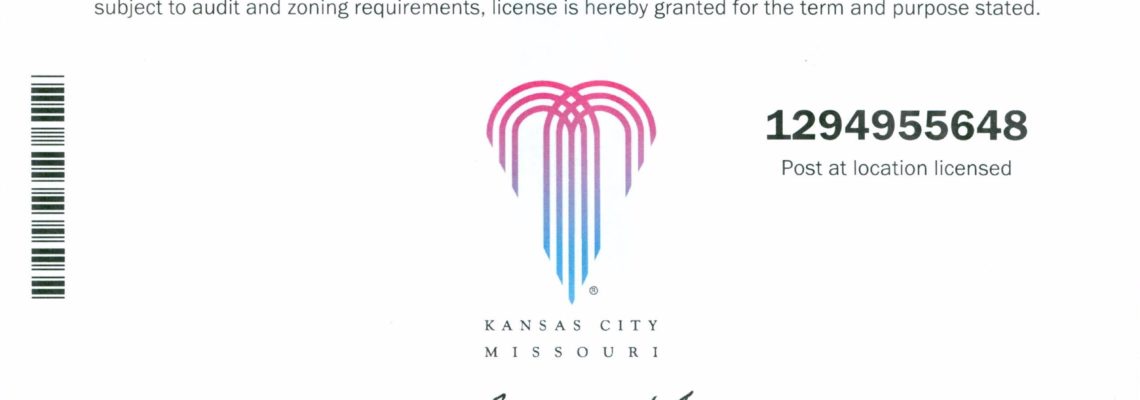 subject to audit and zoning requirements, license is hereby granted for the term and purpose stated.
1294955648
Post at location licensed
®
KANSAS CITY
MISSOURI